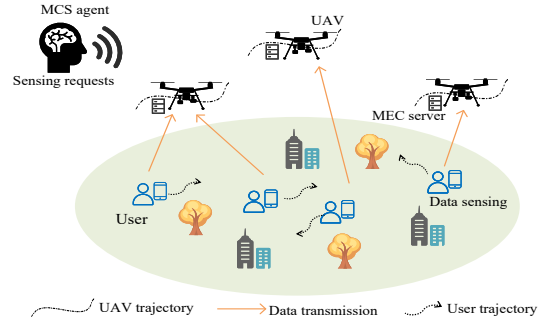 MCS agent
UAV
Sensing requests
MEC server
User
Data sensing
UAV trajectory
Data transmission
User trajectory